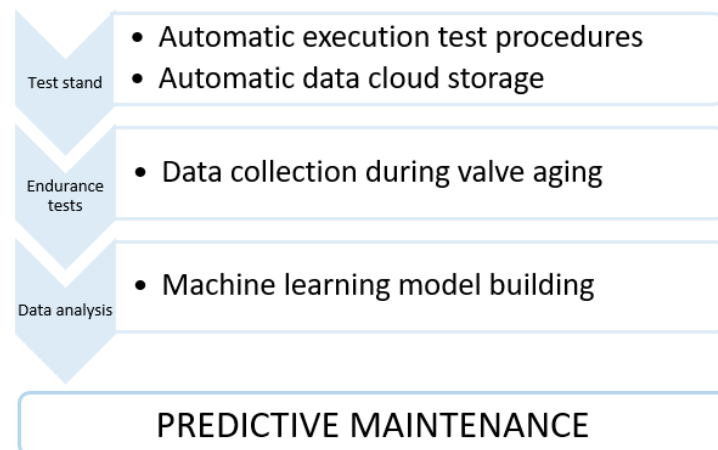 Test stand
• Automatic execution test procedures
• Automatic data cloud storage
Endurance
tests
• Data collection during valve aging
Data analysis
• Machine learning model building
PREDICTIVE MAINTENANCE